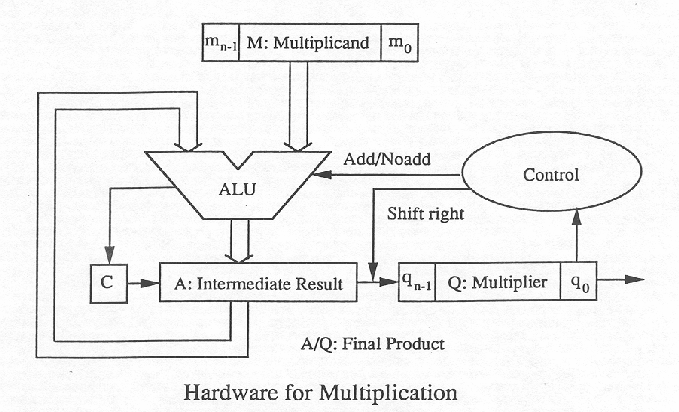 m_{n-1} M: Multiplicand m_0
ALU
Add/Noadd
Control
Shift right
C
A: Intermediate Result
q_{n-1} Q: Multiplier q_0
A/Q: Final Product
Hardware for Multiplication